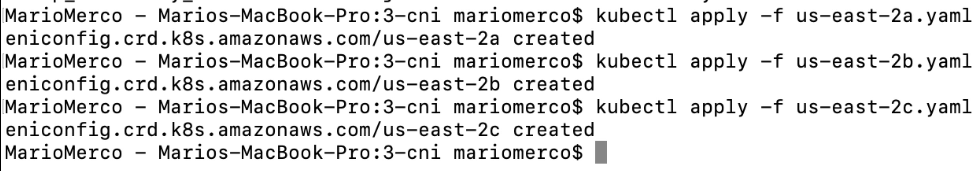 MarioMerco – Marios-MacBook-Pro:3-cni mariomerco$ kubectl apply –f us-east-2a.yaml
eniconfig.crd.k8s.amazonaws.com/us-east-2a created
MarioMerco – Marios-MacBook-Pro:3-cni mariomerco$ kubectl apply –f us-east-2b.yaml
eniconfig.crd.k8s.amazonaws.com/us-east-2b created
MarioMerco – Marios-MacBook-Pro:3-cni mariomerco$ kubectl apply –f us-east-2c.yaml
eniconfig.crd.k8s.amazonaws.com/us-east-2c created
MarioMerco – Marios-MacBook-Pro:3-cni mariomerco$